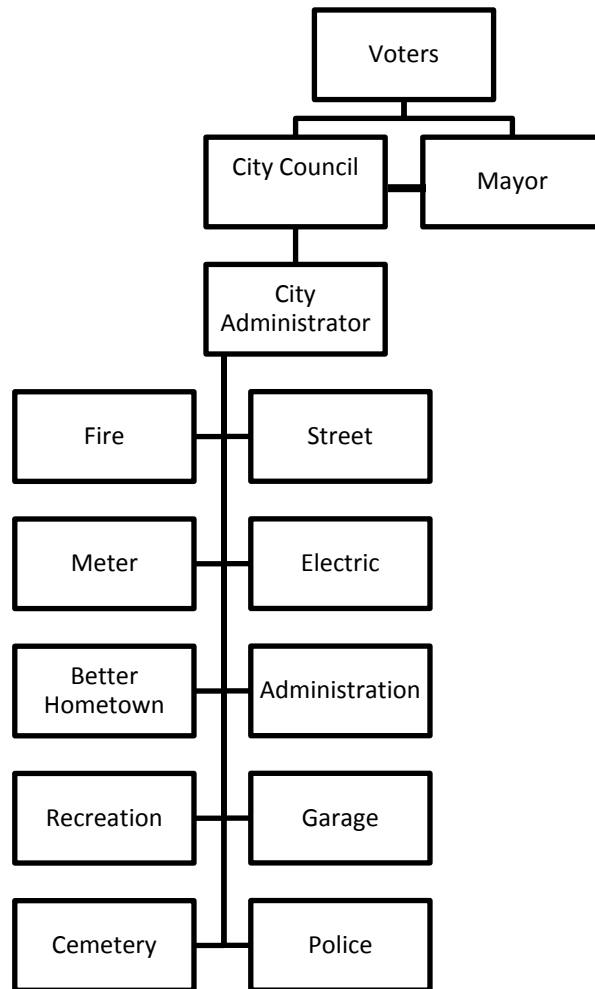 Voters
City Council
Mayor
City
Administrator
Fire
Street
Meter
Electric
Better
Hometown
Administration
Recreation
Garage
Cemetery
Police